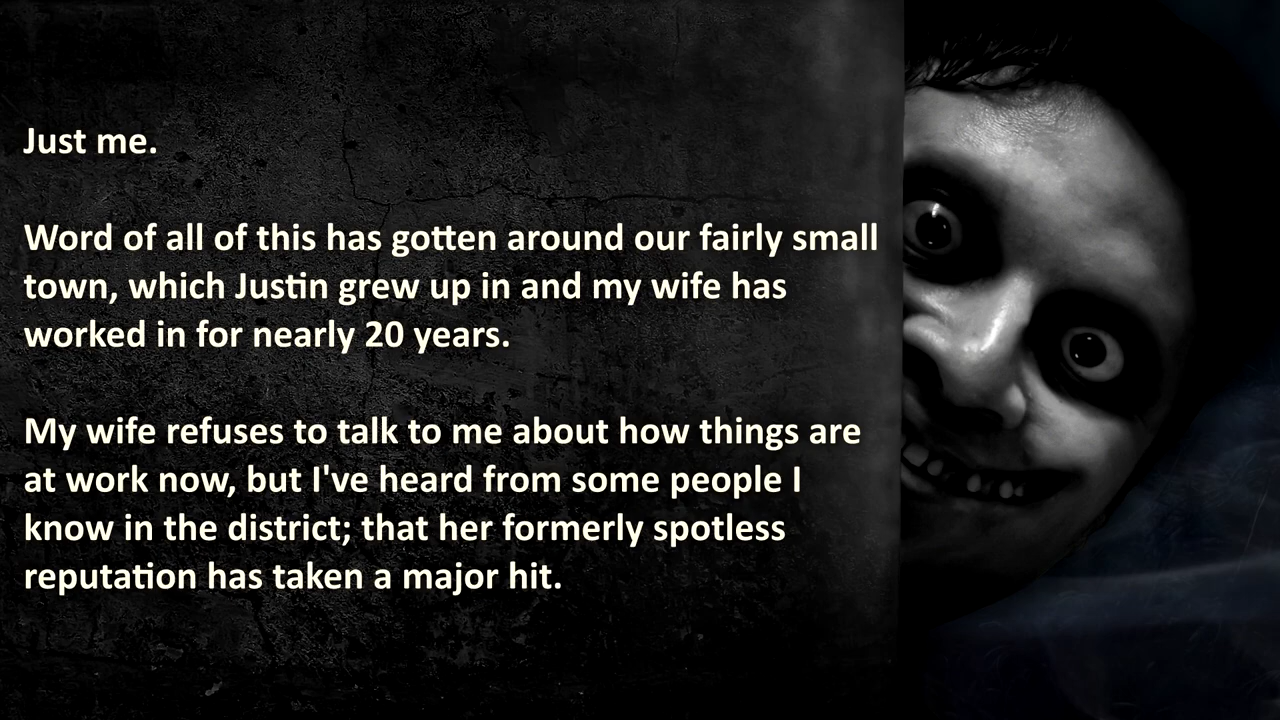 Just me.
Word of all of this has gotten around our fairly small
town, which Justin grew up in and my wife has
worked in for nearly 20 years.
My wife refuses to talk to me about how things are
at work now, but I've heard from some people I
know in the district; that her formerly spotless
reputation has taken a major hit.